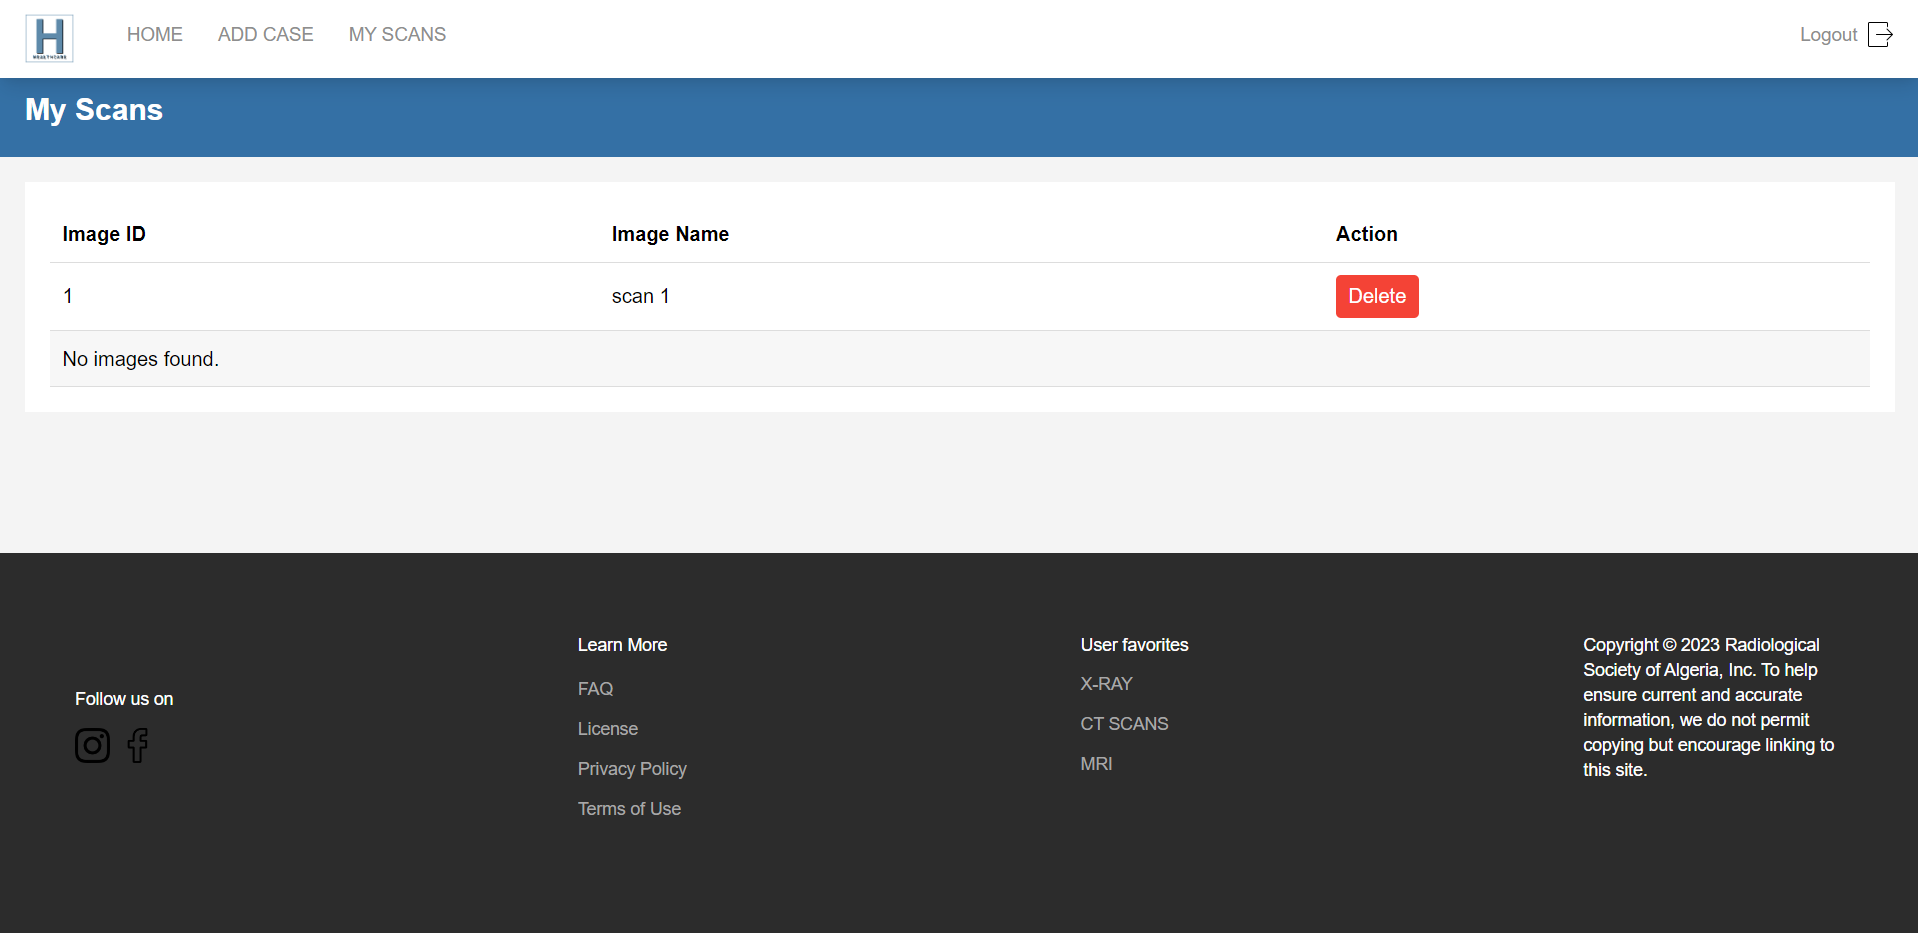 H
HEALTHCARE
HOME
ADD CASE
MY SCANS
Logout
My Scans
Image ID
Image Name
Action
1
scan 1
Delete
No images found.
Follow us on
Learn More
FAQ
License
Privacy Policy
Terms of Use
User favorites
X-RAY
CT SCANS
MRI
Copyright © 2023 Radiological
Society of Algeria, Inc. To help
ensure current and accurate
information, we do not permit
copying but encourage linking to
this site.